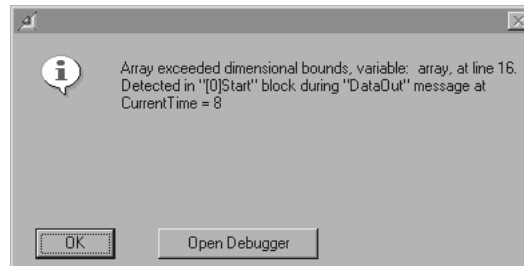 Array exceeded dimensional bounds, variable:  array, at line 16.
Detected in "[0]Start" block during "DataOut" message at
CurrentTime = 8
OK
Open Debugger